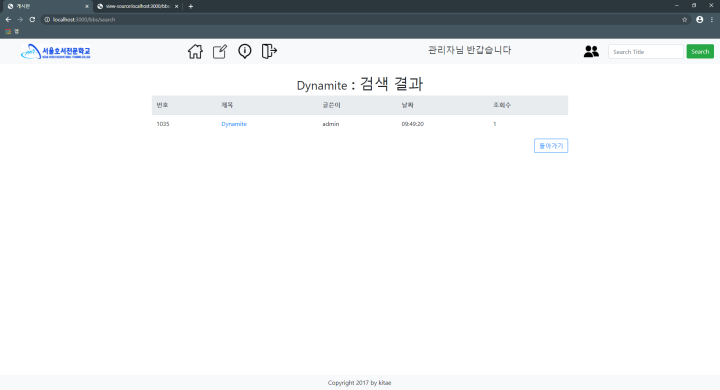 게시판
view-source:localhost:3000/bbs
localhost:3000/bbs/search
앱
서울호서전문학교
관리자님 반갑습니다
Search Title
Search
Dynamite : 검색 결과
번호 제목 글쓴이 날짜 조회수
1035 Dynamite admin 09:49:20 1
돌아가기
Copyright 2017 by kitae